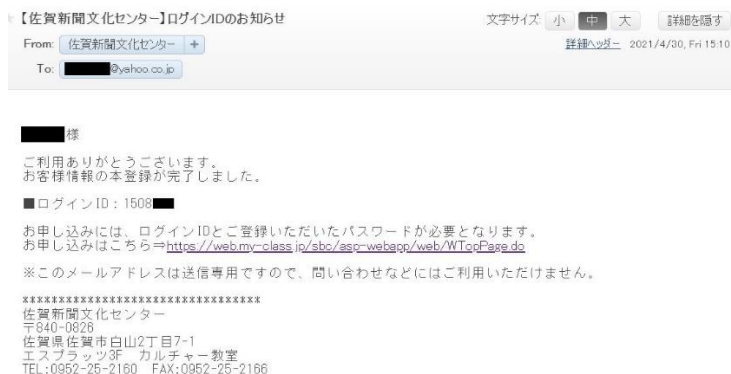 【佐賀新聞文化センター】ログインIDのお知らせ 文字サイズ: 小 中 大 詳細を隠す
From: 佐賀新聞文化センター + 詳細ヘッダー 2021/4/30, Fri 15:10
To: @yahoo.co.jp
様
ご利用ありがとうございます。
お客様情報の本登録が完了しました。
■ログインID:1508
お申し込みには、ログインIDとご登録いただいたパスワードが必要となります。
お申し込みはこちら⇒https://web.my-class.jp/sbc/asp-webapp/web/WTopPage.do
※このメールアドレスは送信専用ですので、問い合わせなどにはご利用いただけません。
*********************************
佐賀新聞文化センター
〒840-0826
佐賀県佐賀市白山2丁目7-1
エスプラッツ3F カルチャー教室
TEL:0952-25-2160 FAX:0952-25-2166